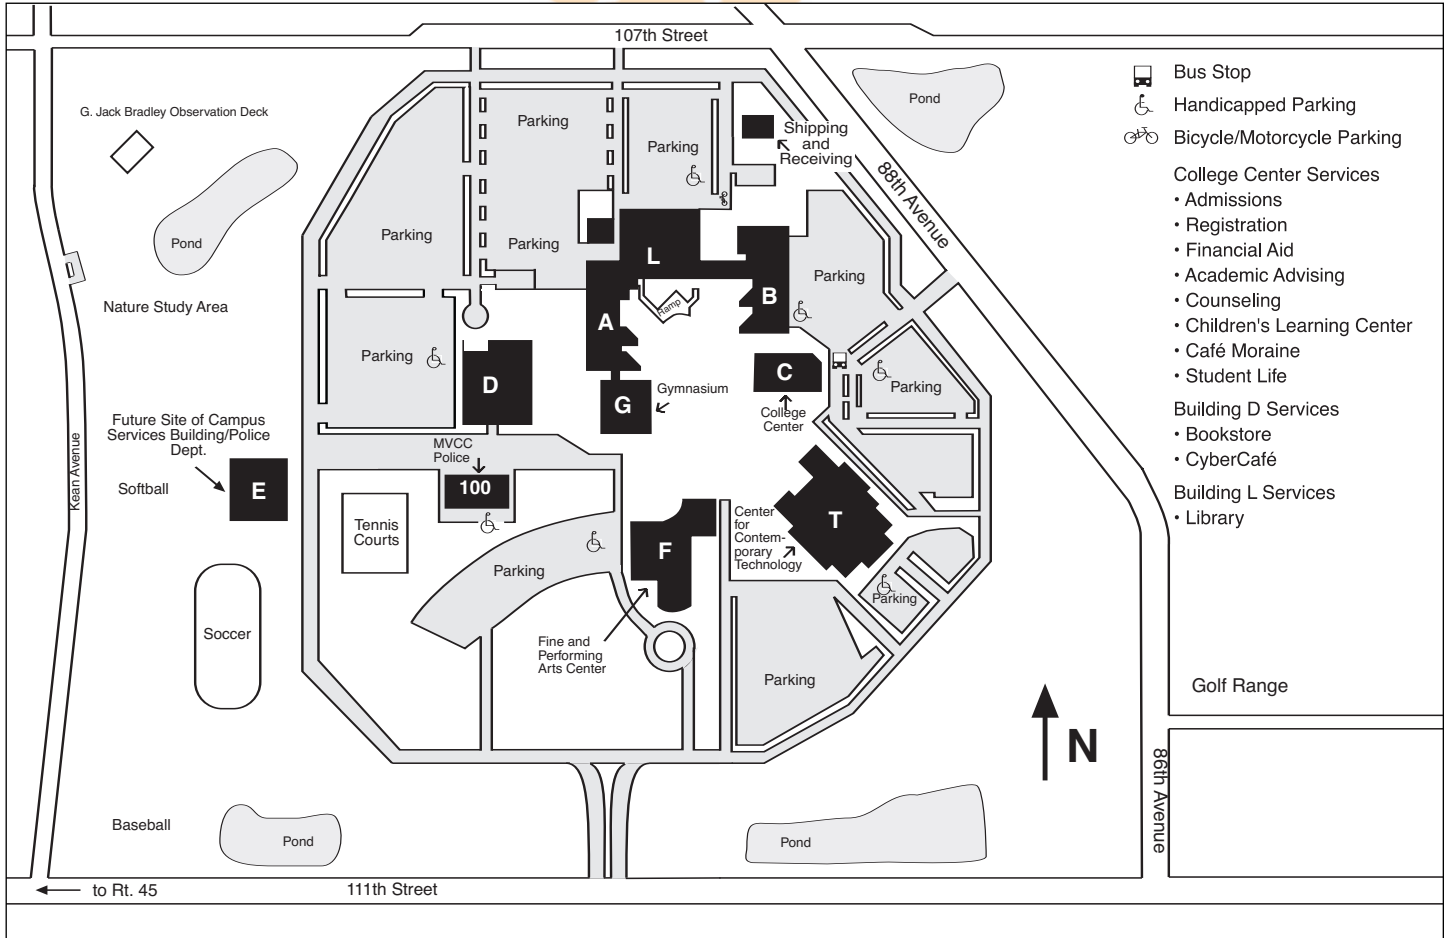 107th Street
G. Jack Bradley Observation Deck
Pond
Nature Study Area
Kean Avenue
Parking
Parking
Shipping
and
Receiving
Parking
Parking
88th Avenue
Pond
L
Ramp
A
B
Parking
Parking
D
G
Gymnasium
C
College
Center
Parking
Future Site of Campus
Services Building/Police
Dept.
Softball
E
MVCC
Police
100
Tennis
Courts
Parking
F
Center
for
Contem-
porary
Technology
T
Parking
Soccer
Fine and
Performing
Arts Center
Parking
N
Baseball
Pond
Pond
to Rt. 45
111th Street
86th Avenue
Golf Range
Bus Stop
Handicapped Parking
Bicycle/Motorcycle Parking
College Center Services
• Admissions
• Registration
• Financial Aid
• Academic Advising
• Counseling
• Children's Learning Center
• Café Moraine
• Student Life
Building D Services
• Bookstore
• CyberCafé
Building L Services
• Library